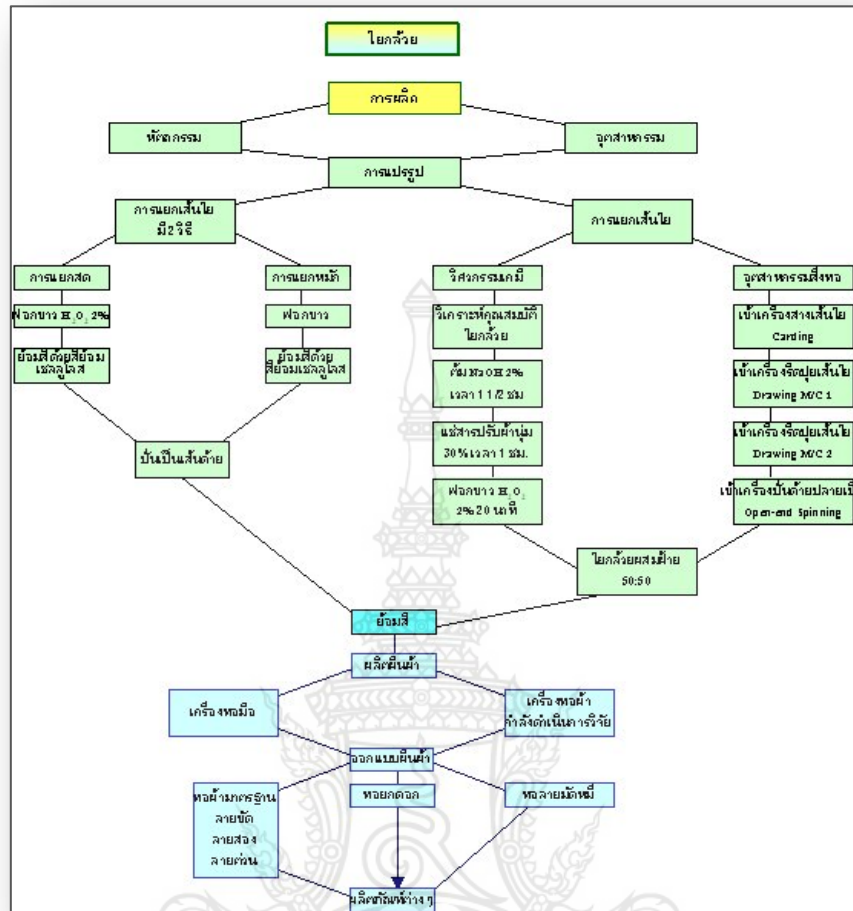 ใยกล้วย
การผลิต
หัตถกรรม
อุตสาหกรรม
การแปรรูป
การแยกเส้นใย
มี 2 วิธี
การแยกเส้นใย
การแยกสด
การแยกหมัก
วิศวกรรมเคมี
อุตสาหกรรมสิ่งทอ
ฟอกขาว H₂O₂ 2%
ฟอกขาว
วิเคราะห์คุณสมบัติ
ใยกล้วย
เข้าเครื่องสางเส้นใย
Carding
ย้อมสีด้วยสีย้อม
เซลลูโลส
ย้อมสีด้วย
สีย้อมเซลลูโลส
ต้ม NaOH 2%
เวลา 1 1/2 ชม
เข้าเครื่องรีดปุยเส้นใย
Drawing M/C 1
แช่สารปรับผ้านุ่ม
30% เวลา 1 ชม.
เข้าเครื่องรีดปุยเส้นใย
Drawing M/C 2
ปั่นเป็นเส้นด้าย
ฟอกขาว H₂O₂
2% 20 นาที
เข้าเครื่องปั่นด้ายปลายเปิ
Open-end Spinning
ใยกล้วยผสมฝ้าย
50:50
ย้อมสี
ผลิตผืนผ้า
เครื่องทอมือ
เครื่องทอผ้า
กำลังดำเนินการวิจัย
ออกแบบผืนผ้า
ทอผ้ามาตรฐาน
ลายขัด
ลายสอง
ลายต่วน
ทอยกดอก
ทอลายมัดหมี่
ผลิตภัณฑ์ต่าง ๆ